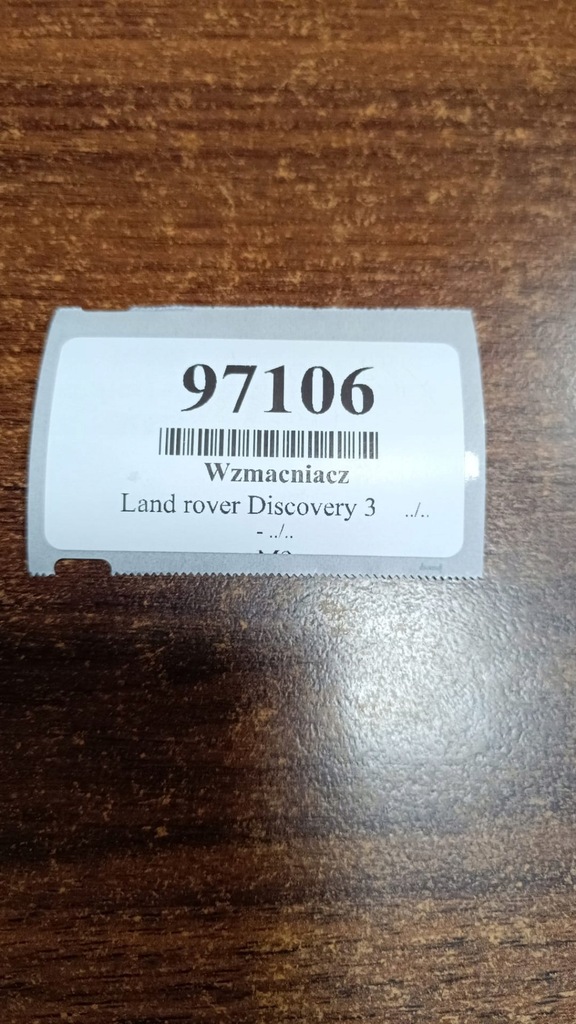 97106
Wzmacniacz
Land rover Discovery 3 ../..
- ../..